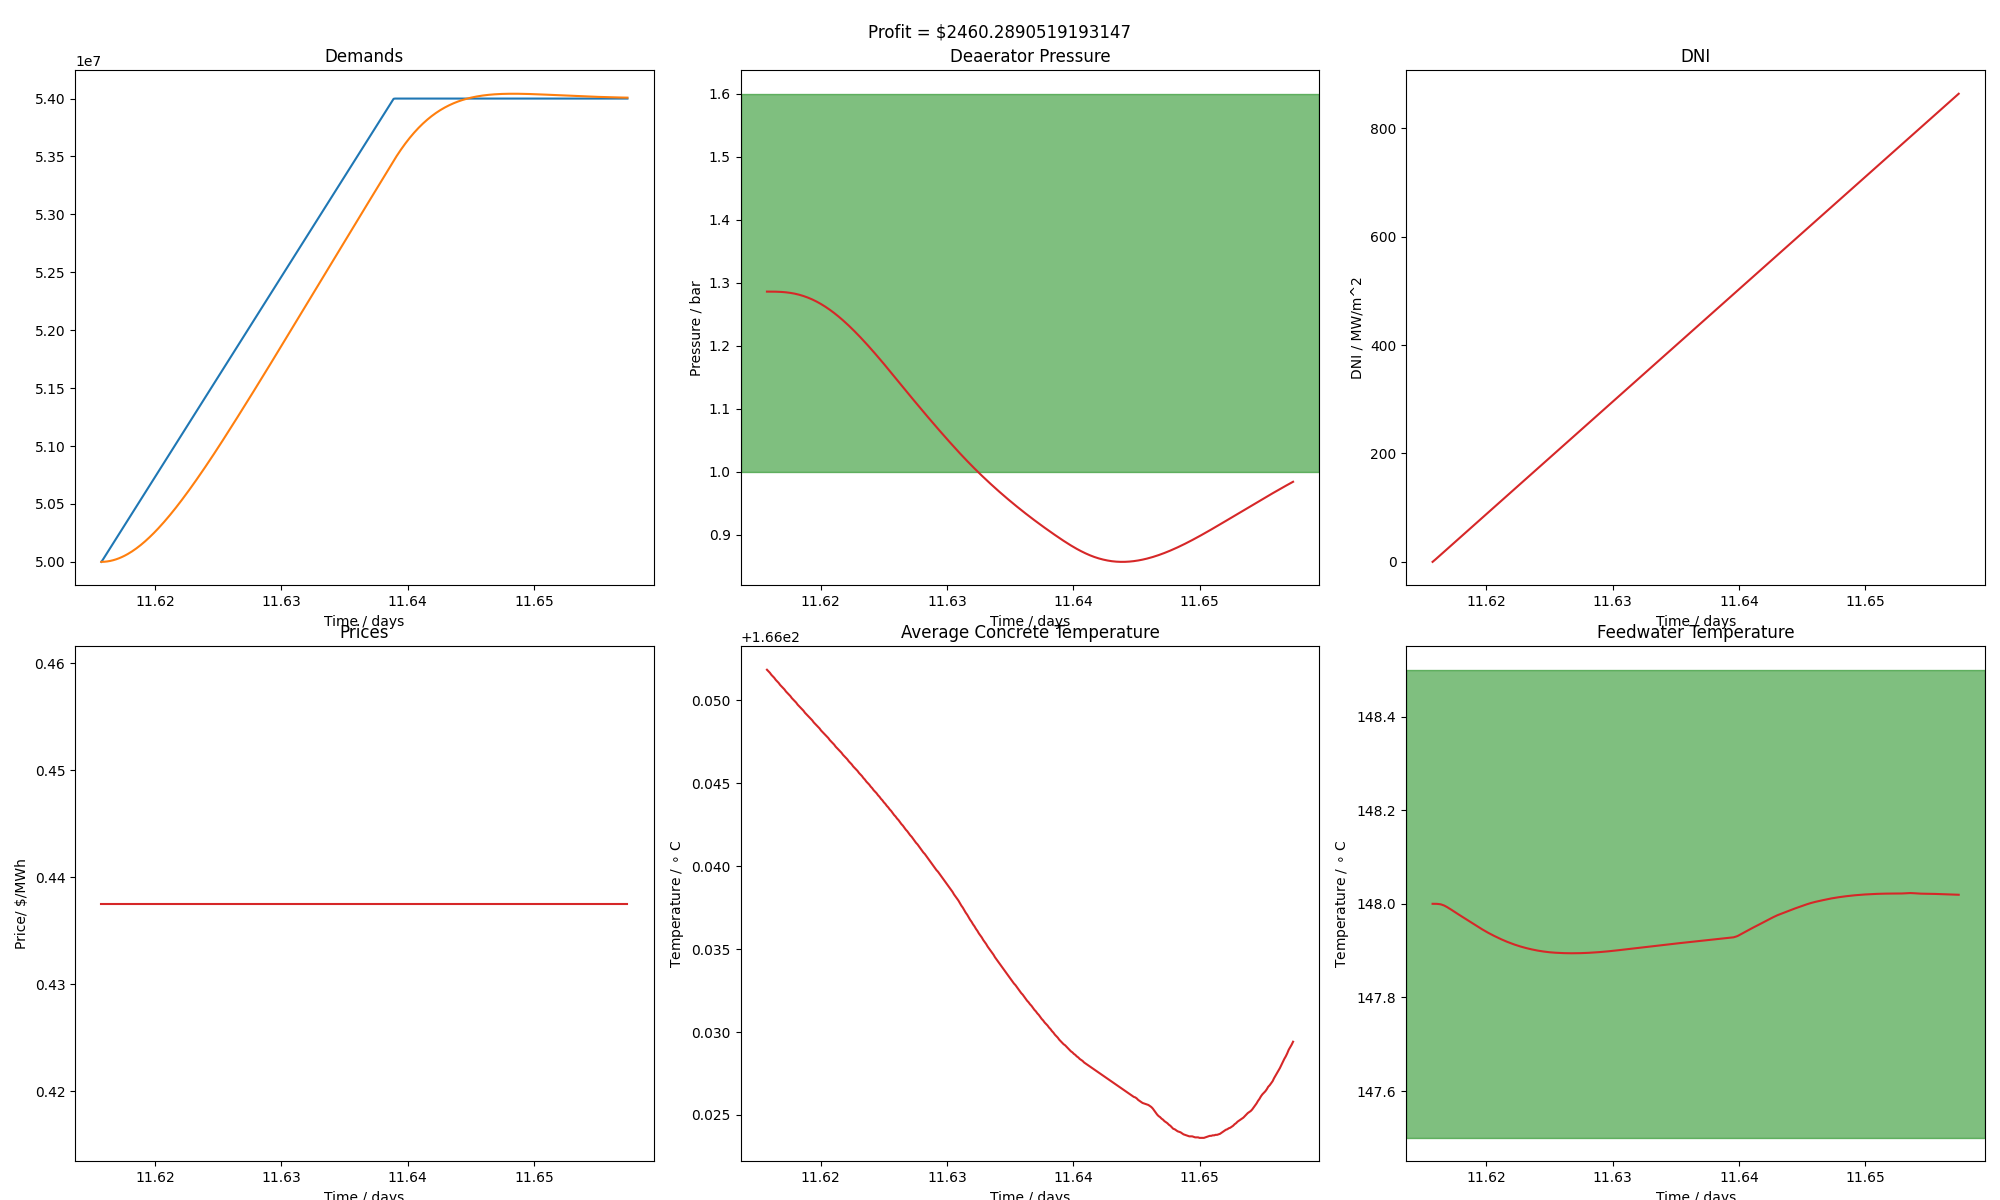 Profit = $2460.2890519193147
Demands
1e7
5.40
5.35
5.30
5.25
5.20
5.15
5.10
5.05
5.00
11.62 11.63 11.64 11.65
Time / days
Deaerator Pressure
Pressure / bar
1.6
1.5
1.4
1.3
1.2
1.1
1.0
0.9
11.62 11.63 11.64 11.65
Time / days
DNI
DNI / MW/m^2
800
600
400
200
0
11.62 11.63 11.64 11.65
Time / days
Prices
Price/ $/MWh
0.46
0.45
0.44
0.43
0.42
11.62 11.63 11.64 11.65
Time / days
Average Concrete Temperature
+1.66e2
Temperature / ∘ C
0.050
0.045
0.040
0.035
0.030
0.025
11.62 11.63 11.64 11.65
Time / days
Feedwater Temperature
Temperature / ∘ C
148.4
148.2
148.0
147.8
147.6
11.62 11.63 11.64 11.65
Time / days